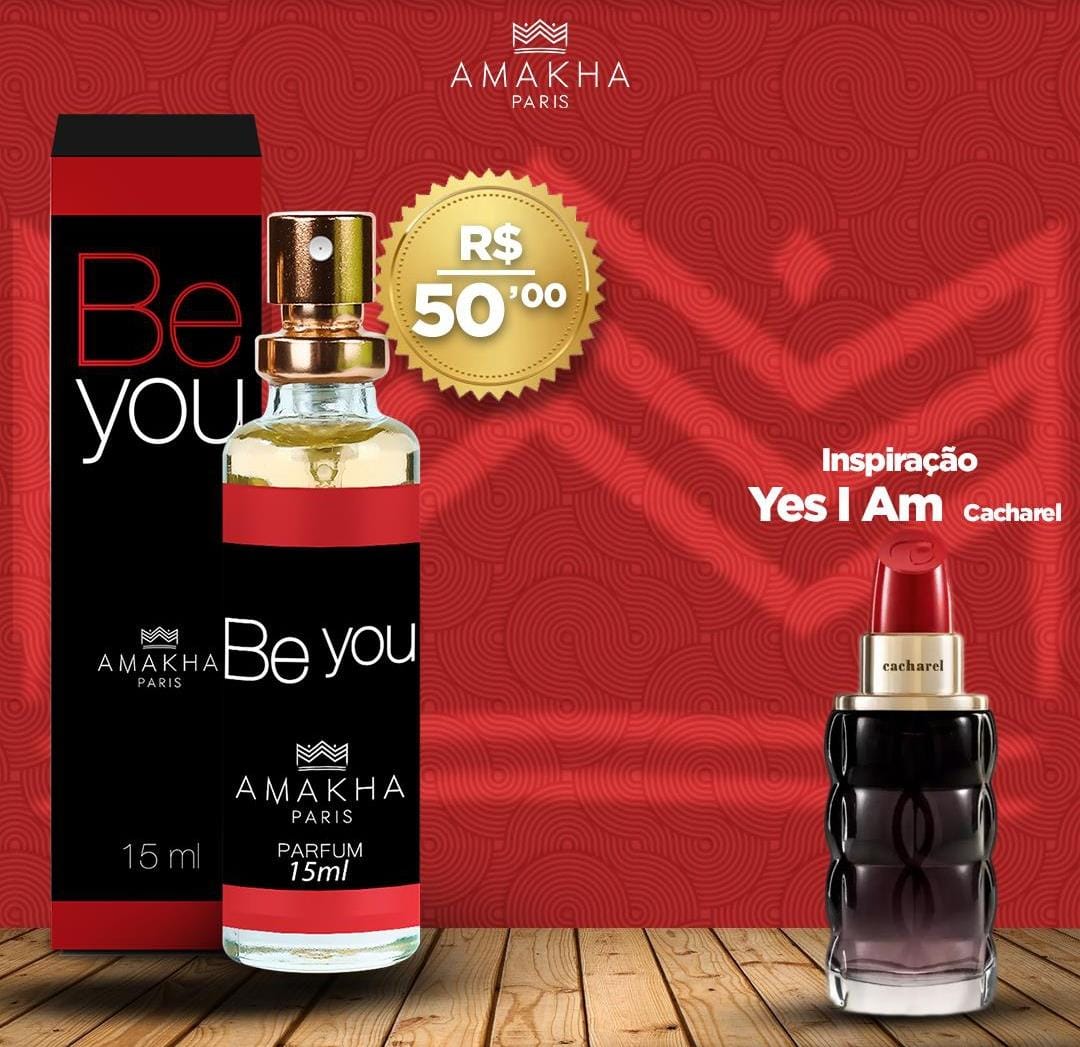 AMAKHA
PARIS
Be
you
AMAKHA
PARIS
15 ml
R$
50,00
Be you
AMAKHA
PARIS
PARFUM
15ml
Inspiração
Yes I Am Cacharel
cacharel